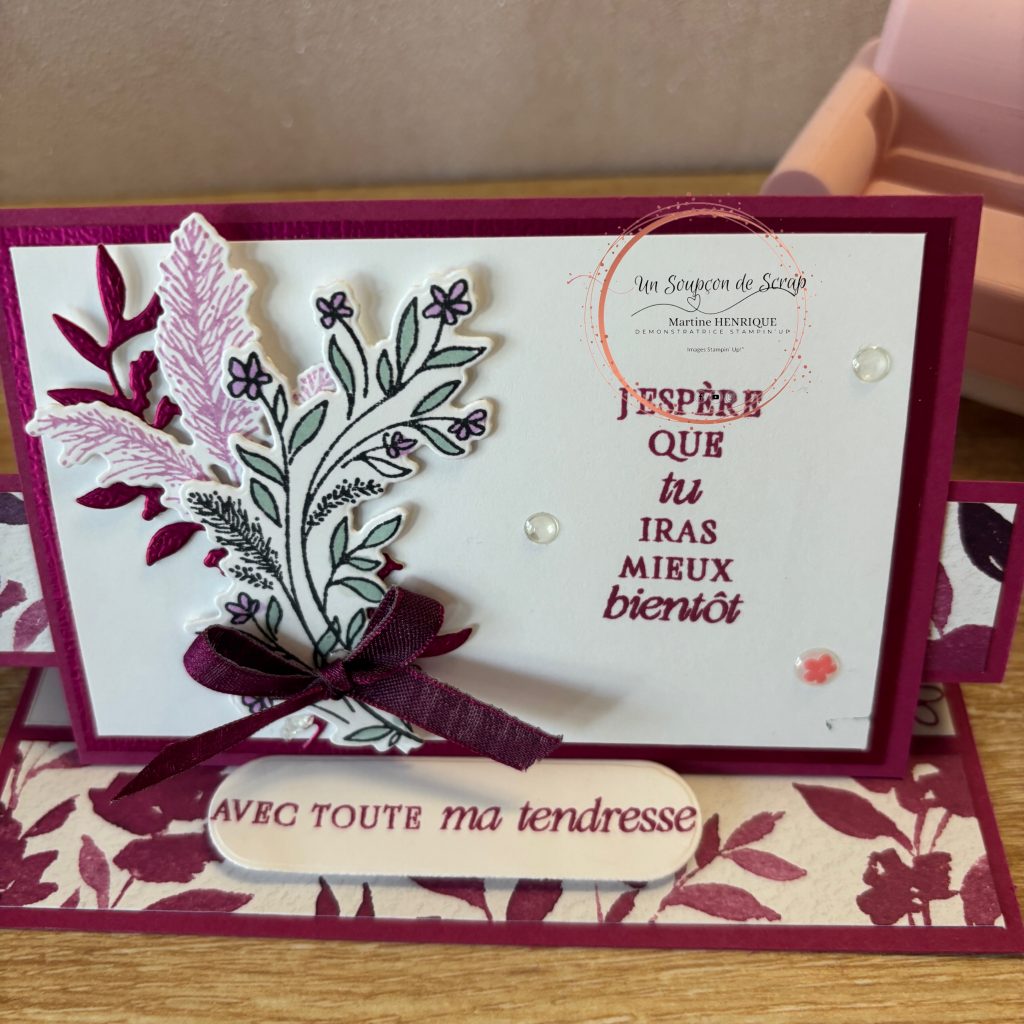 Un Soupçon de Scrap
Martine HENRIQUE
DEMONSTRATRICE STAMPIN'UP
Images Stampin' Up!™
J'ESPÈRE
QUE
tu
IRAS
MIEUX
bientôt
AVEC TOUTE ma tendresse